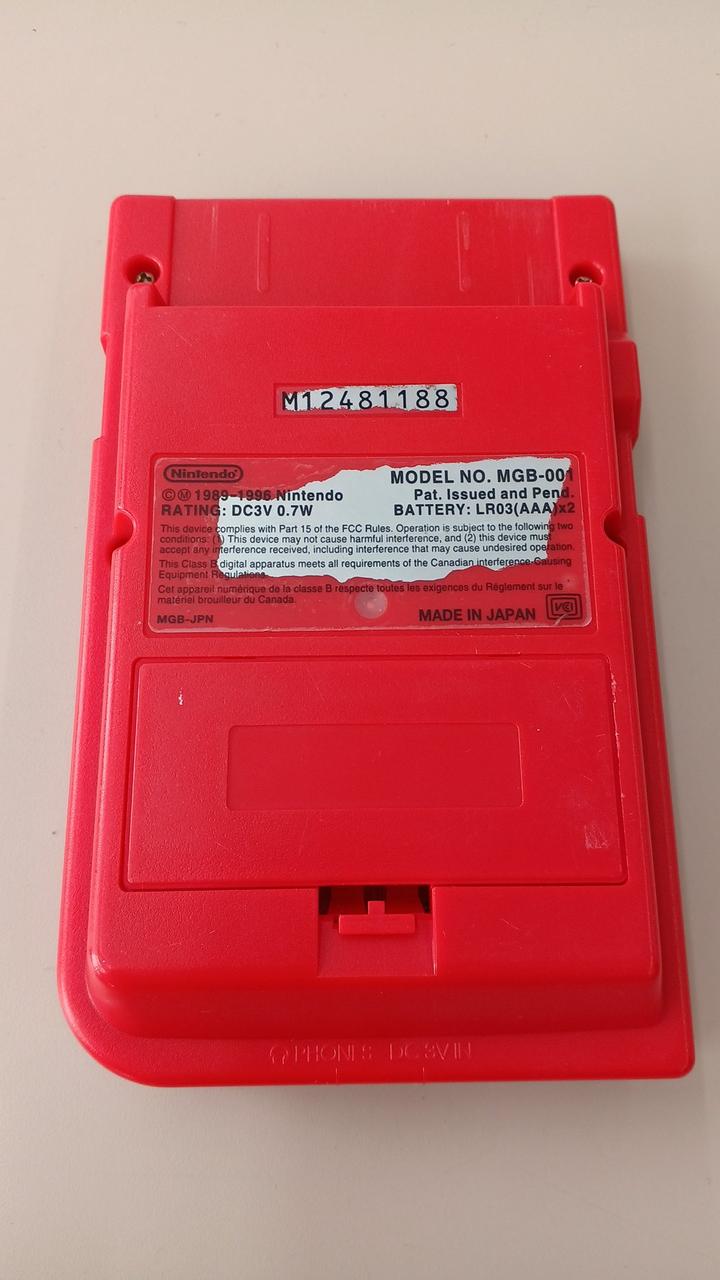 M12481188
Nintendo
MODEL NO. MGB-001
©Ⓜ 1989-1996 Nintendo
Pat. Issued and Pend.
RATING: DC3V 0.7W
BATTERY: LR03(AAA)x2
This device complies with Part 15 of the FCC Rules. Operation is subject to the following two
conditions: (1) This device may not cause harmful interference, and (2) this device must
accept any interference received, including interference that may cause undesired operation.
This Class B digital apparatus meets all requirements of the Canadian interference-Causing
Equipment Regulations.
Cet appareil numérique de la classe B respecte toutes les exigences du Réglement sur le
matériel brouilleur du Canada.
MGB-JPN
MADE IN JAPAN
VCI
PHONES DC 3V IN